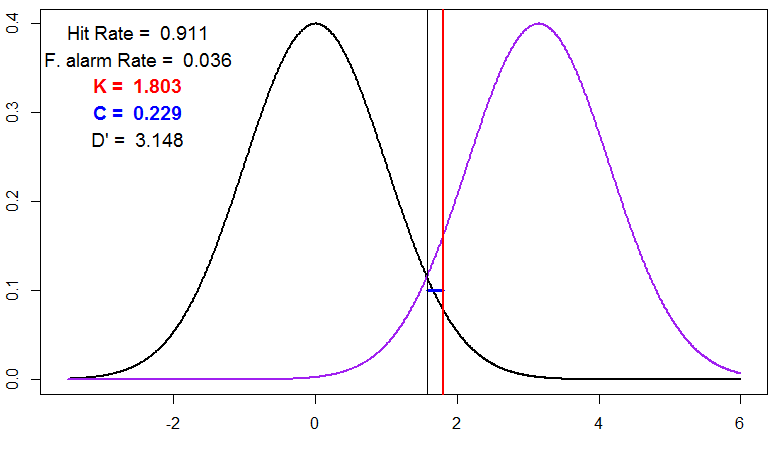 Hit Rate = 0.911
F. alarm Rate = 0.036
K = 1.803
C = 0.229
D' = 3.148
0.4
0.3
0.2
0.1
0.0
-2 0 2 4 6